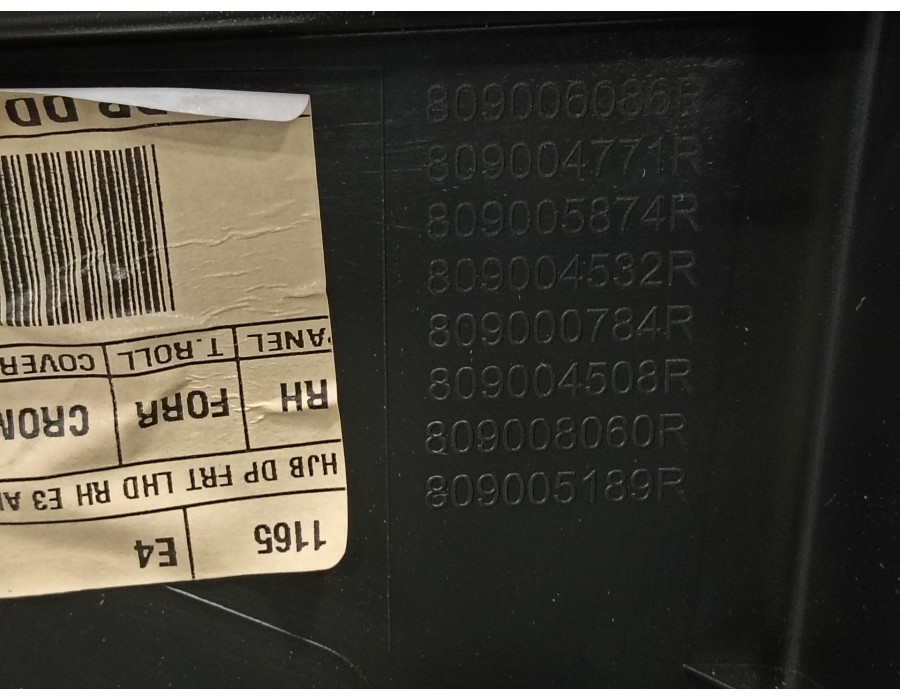 809006086R
809004771R
809005874R
809004532R
809000784R
809004508R
809008060R
809005189R
1165 E4
HJB DP FRT LHD RH E3
RH FORR
T.ROLL COVER
DD